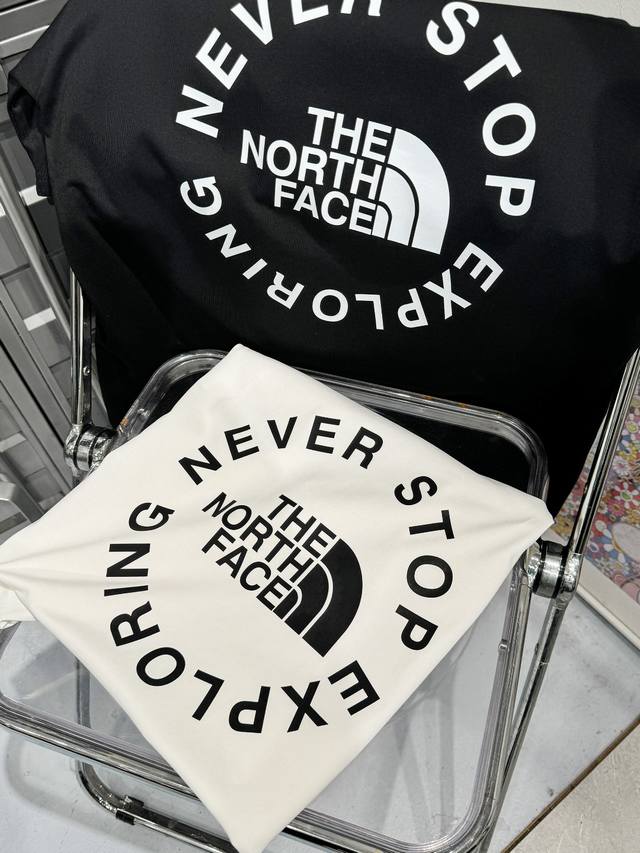 NEVER STOP EXPLORING
THE
NORTH
FACE
NEVER STOP EXPLORING
THE
NORTH
FACE